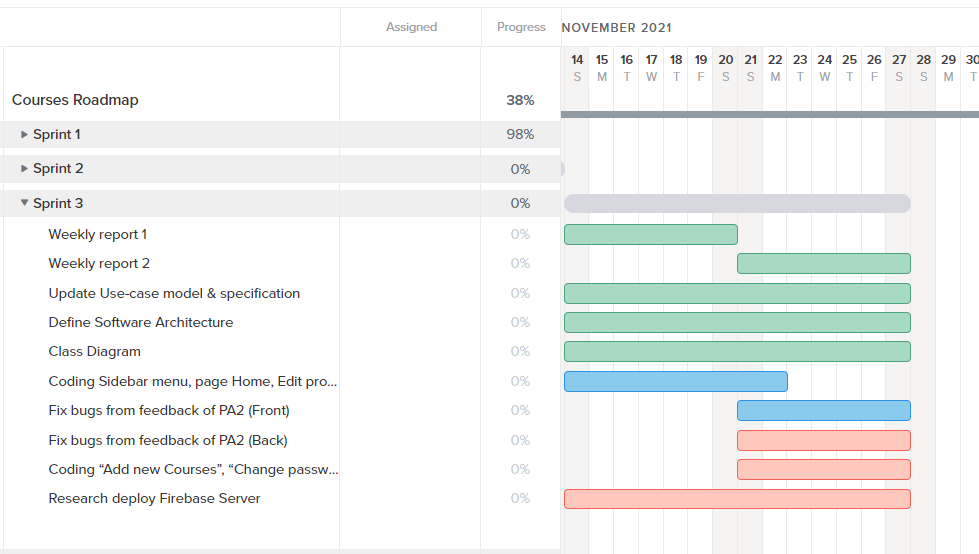 Assigned Progress NOVEMBER 2021
14 15 16 17 18 19 20 21 22 23 24 25 26 27 28 29 30
S M T W T F S S M T W T F S S M T
Courses Roadmap 38%
Sprint 1 98%
Sprint 2 0%
Sprint 3 0%
Weekly report 1 0%
Weekly report 2 0%
Update Use-case model & specification 0%
Define Software Architecture 0%
Class Diagram 0%
Coding Sidebar menu, page Home, Edit pro... 0%
Fix bugs from feedback of PA2 (Front) 0%
Fix bugs from feedback of PA2 (Back) 0%
Coding “Add new Courses”, “Change passw... 0%
Research deploy Firebase Server 0%